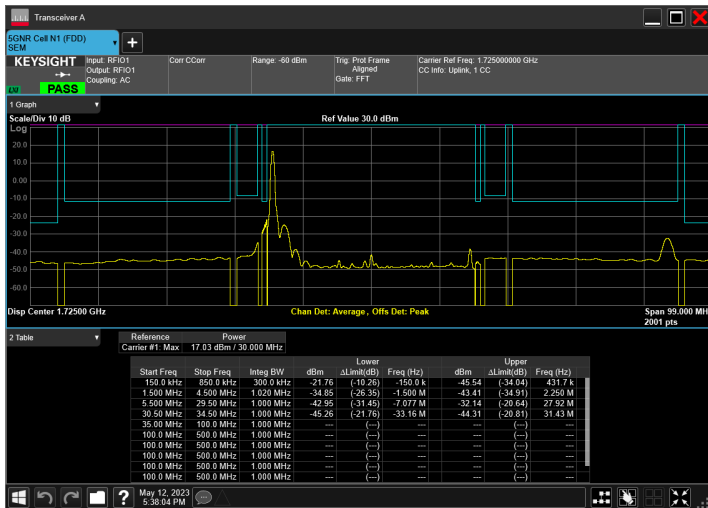 Transceiver A
5GNR Cell N1 (FDD)
SEM
KEYSIGHT
LXI
PASS
Input: RFIO1
Output: RFIO1
Coupling: AC
Corr CCorr
Range: -60 dBm
Trig: Prot Frame
Aligned
Gate: FFT
Carrier Ref Freq: 1.725000000 GHz
CC Info: Uplink, 1 CC
1 Graph
Scale/Div 10 dB
Ref Value 30.0 dBm
Log
20.0
10.0
0.00
-10.0
-20.0
-30.0
-40.0
-50.0
-60.0
Disp Center 1.72500 GHz
Chan Det: Average , Offs Det: Peak
Span 99.000 MH
2001 pts
2 Table
Reference Power
Carrier #1: Max 17.03 dBm / 30.000 MHz
Lower Upper
Start Freq Stop Freq Integ BW dBm ΔLimit(dB) Freq (Hz) dBm ΔLimit(dB) Freq (Hz)
150.0 kHz 850.0 kHz 300.0 kHz -21.76 (-10.26) -150.0 k -45.54 (-34.04) 431.7 k
1.500 MHz 4.500 MHz 1.020 MHz -34.85 (-26.35) -1.500 M -43.41 (-34.91) 2.250 M
5.500 MHz 29.50 MHz 1.000 MHz -42.95 (-31.45) -7.077 M -32.14 (-20.64) 27.92 M
30.50 MHz 34.50 MHz 1.000 MHz -45.26 (-21.76) -33.16 M -44.31 (-20.81) 31.43 M
35.00 MHz 100.0 MHz 1.000 MHz --- (---) --- --- (---) ---
100.0 MHz 500.0 MHz 1.000 MHz --- (---) --- --- (---) ---
100.0 MHz 500.0 MHz 1.000 MHz --- (---) --- --- (---) ---
100.0 MHz 500.0 MHz 1.000 MHz --- (---) --- --- (---) ---
100.0 MHz 500.0 MHz 1.000 MHz --- (---) --- --- (---) ---
100.0 MHz 500.0 MHz 1.000 MHz --- (---) --- --- (---) ---
May 12, 2023
5:38:04 PM